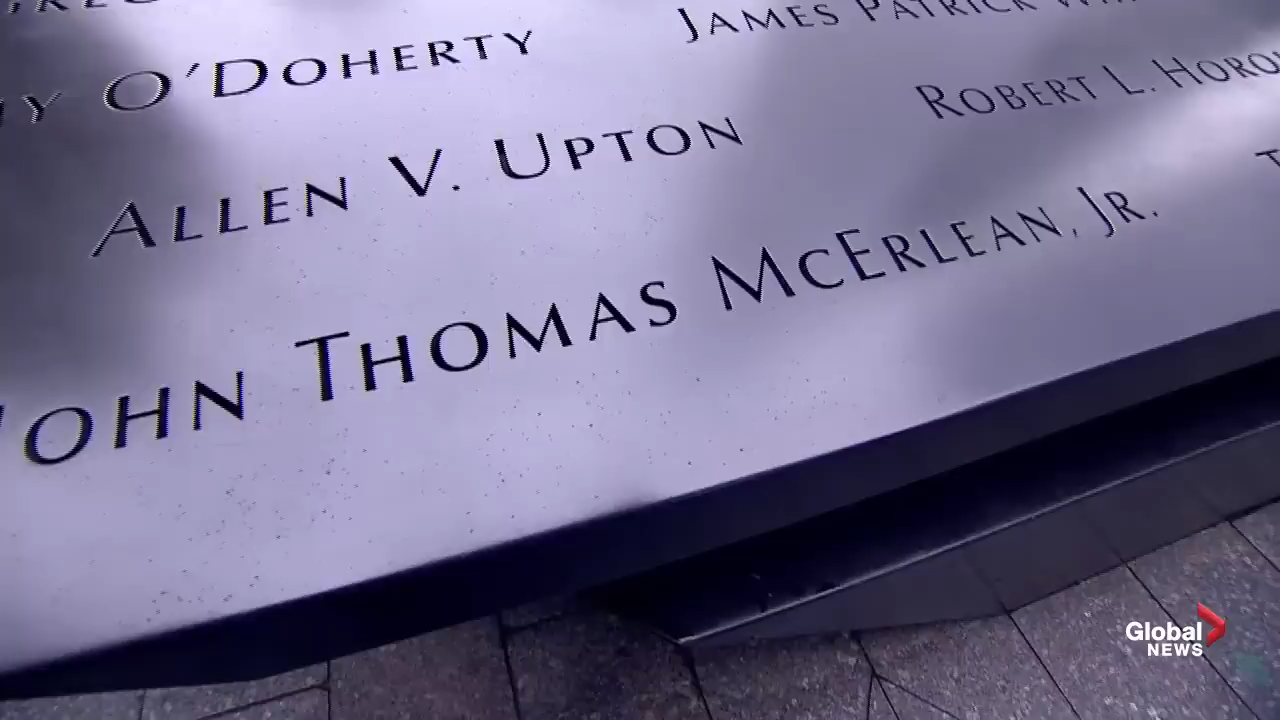 JAMES PATRICK
O'DOHERTY
ROBERT L.
ALLEN V. UPTON
JOHN THOMAS MCERLEAN, JR.
Global
NEWS